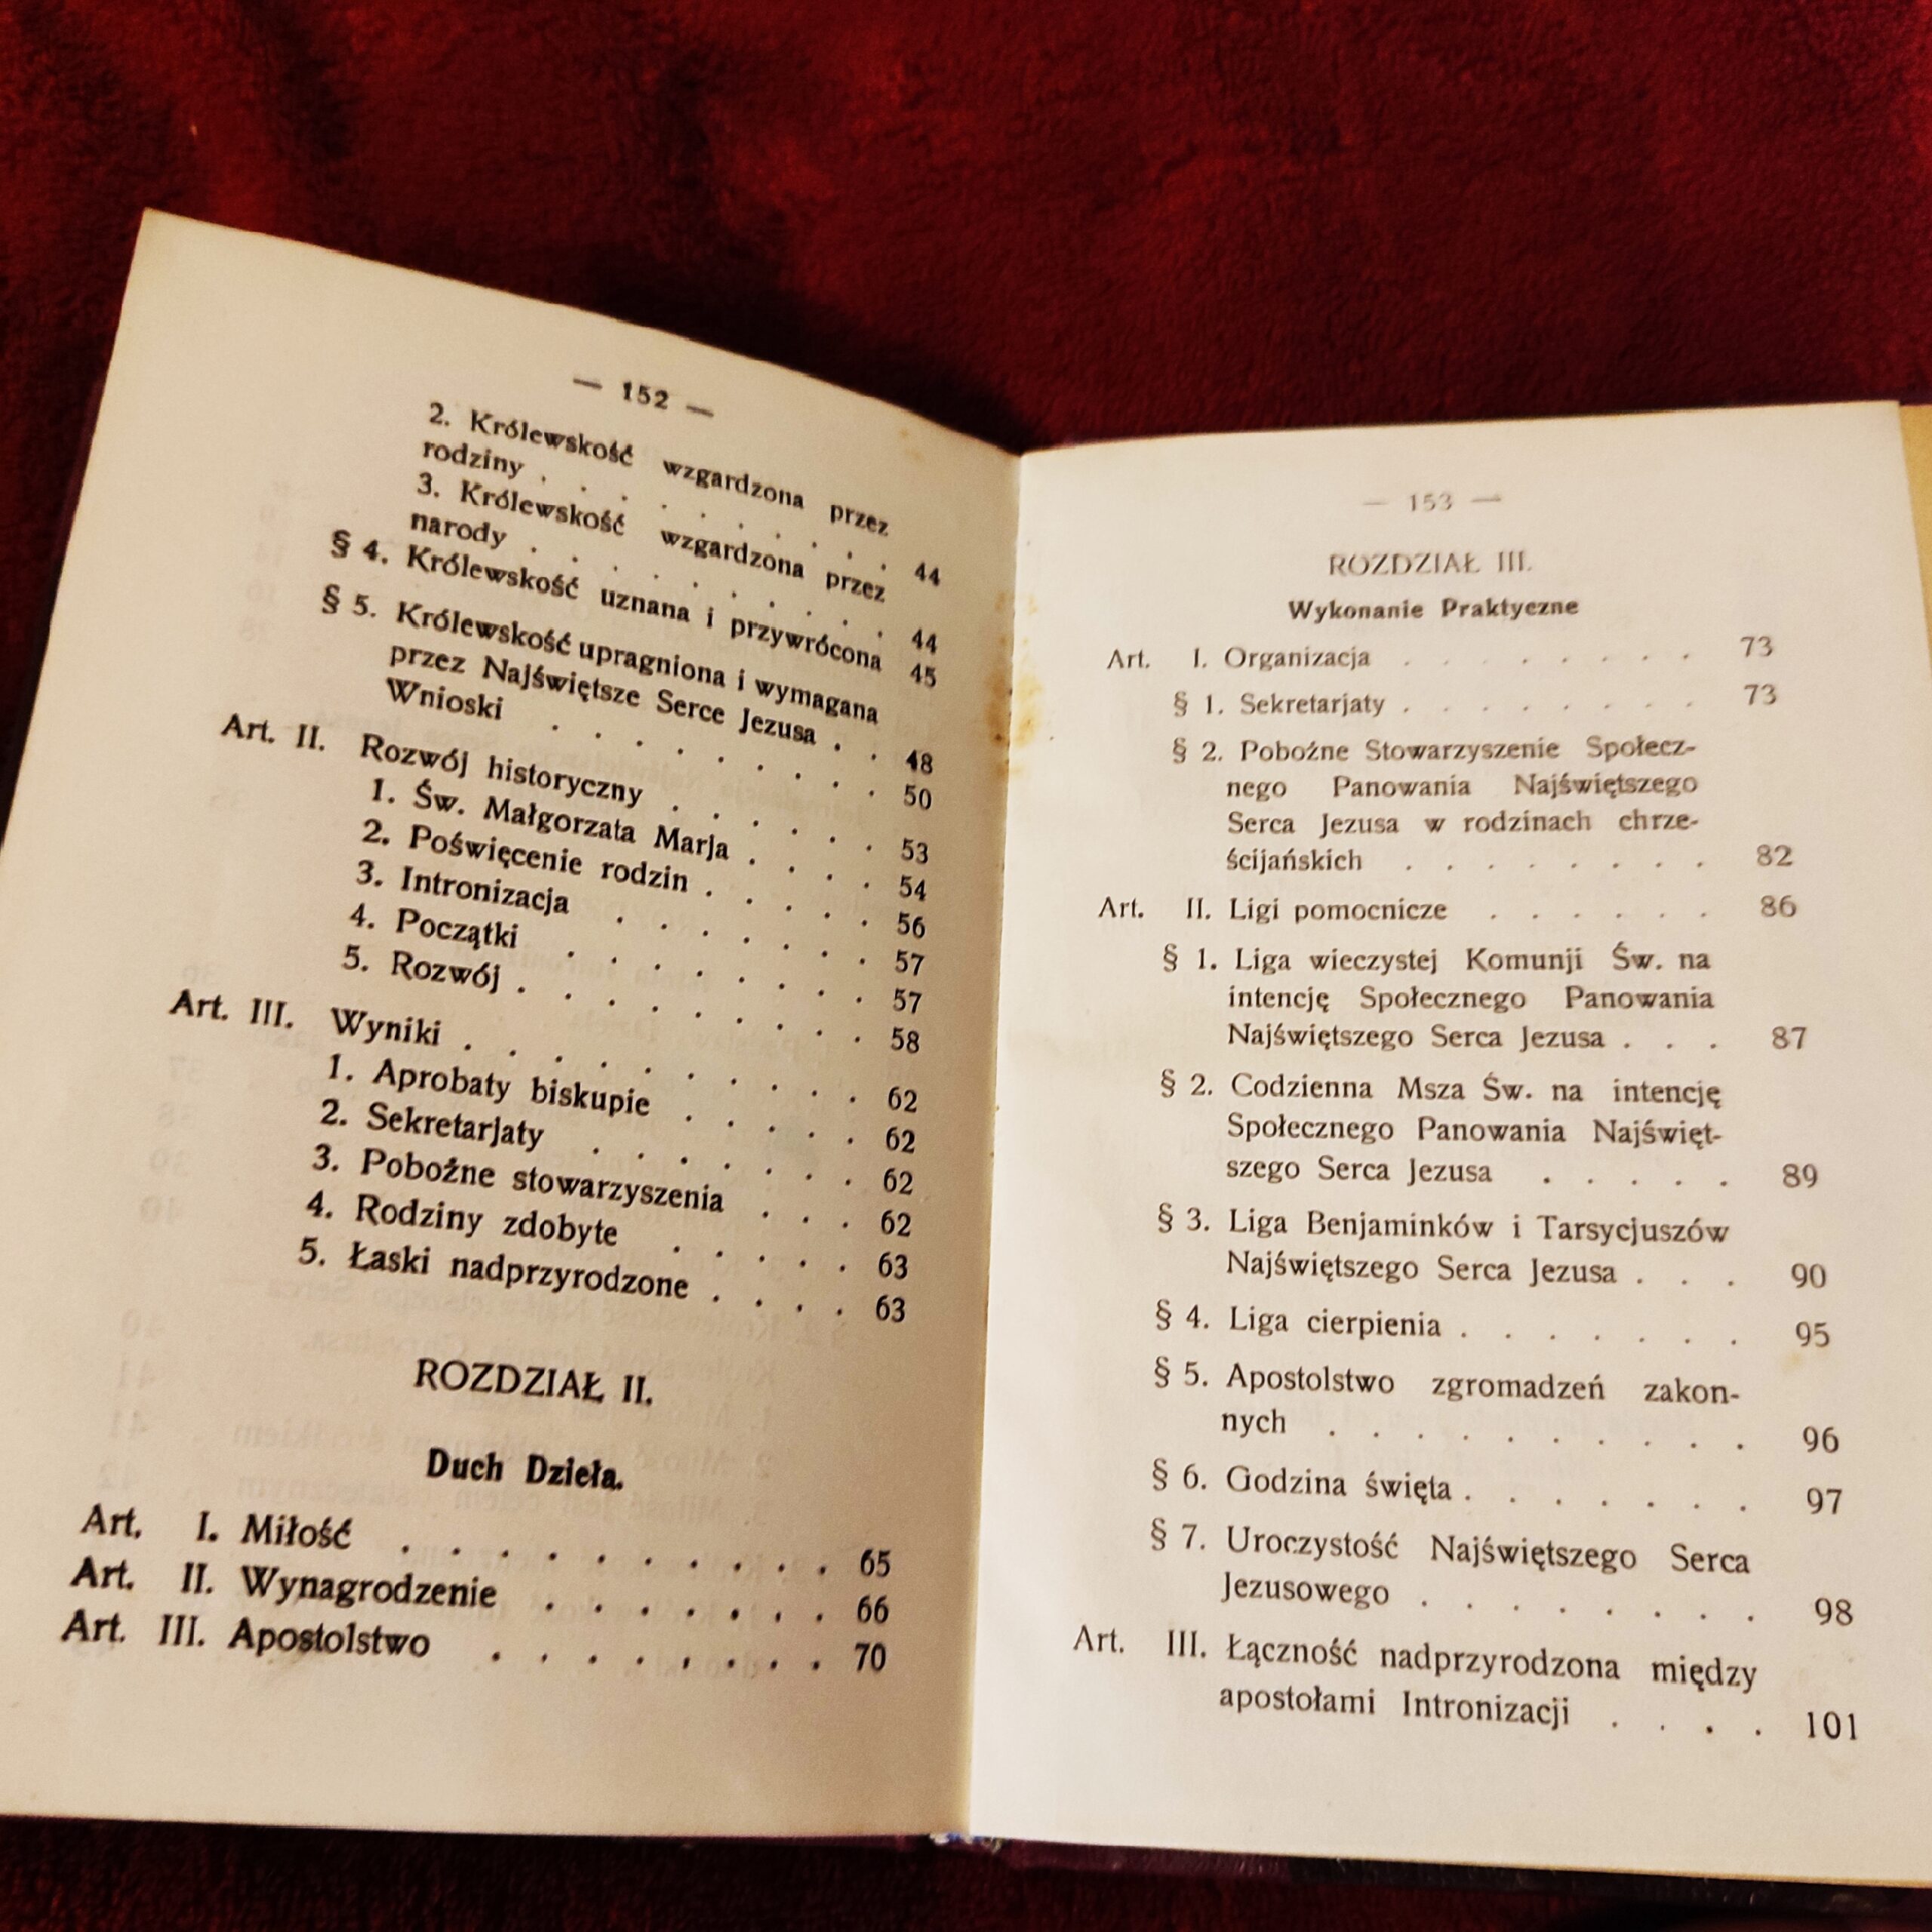 — 152 —
2. Królewskość wzgardzona przez
rodziny . . . . . . . . . 44
3. Królewskość wzgardzona przez
narody . . . . . . . . . 44
§ 4. Królewskość uznana i przywrócona 45
§ 5. Królewskość upragniona i wymagana
przez Najświętsze Serce Jezusa . . 48
Wnioski . . . . . . . . 50
Art. II. Rozwój historyczny . . . . . 53
1. Św. Małgorzata Marja . . . . 54
2. Poświęcenie rodzin . . . . . 56
3. Intronizacja . . . . . . . 57
4. Początki . . . . . . . . 57
5. Rozwój . . . . . . . . . 58
Art. III. Wyniki . . . . . . . . . . 62
1. Aprobaty biskupie . . . . . 62
2. Sekretarjaty . . . . . . . 62
3. Pobożne stowarzyszenia . . . 62
4. Rodziny zdobyte . . . . . 63
5. Łaski nadprzyrodzone . . . . 63
ROZDZIAŁ II.
Duch Dzieła.
Art. I. Miłość . . . . . . . . . . 65
Art. II. Wynagrodzenie . . . . . . . 66
Art. III. Apostolstwo . . . . . . . . 70
— 153 —
ROZDZIAŁ III.
Wykonanie Praktyczne
Art. I. Organizacja . . . . . . . . 73
§ 1. Sekretarjaty . . . . . . . . 73
§ 2. Pobożne Stowarzyszenie Społecz-
nego Panowania Najświętszego
Serca Jezusa w rodzinach chrze-
ścijańskich . . . . . . . . 82
Art. II. Ligi pomocnicze . . . . . . 86
§ 1. Liga wieczystej Komunji Św. na
intencję Społecznego Panowania
Najświętszego Serca Jezusa . . . 87
§ 2. Codzienna Msza Św. na intencję
Społecznego Panowania Najświęt-
szego Serca Jezusa . . . . . 89
§ 3. Liga Benjaminków i Tarsycjuszów
Najświętszego Serca Jezusa . . . 90
§ 4. Liga cierpienia . . . . . . . 95
§ 5. Apostolstwo zgromadzeń zakon-
nych . . . . . . . . . . 96
§ 6. Godzina święta . . . . . . . 97
§ 7. Uroczystość Najświętszego Serca
Jezusowego . . . . . . . . 98
Art. III. Łączność nadprzyrodzona między
apostołami Intronizacji . . . . 101